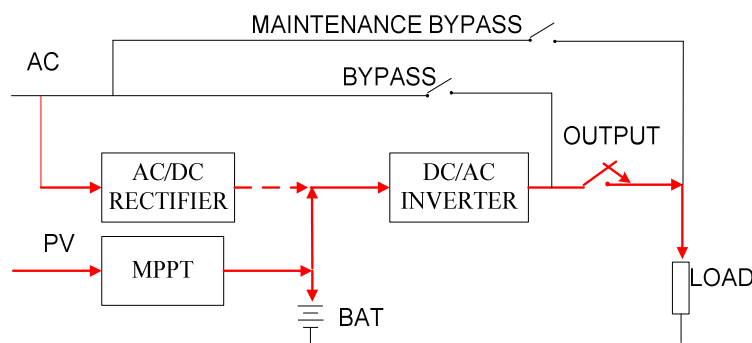 MAINTENANCE BYPASS
AC
BYPASS
OUTPUT
AC/DC
RECTIFIER
DC/AC
INVERTER
PV
MPPT
LOAD
BAT